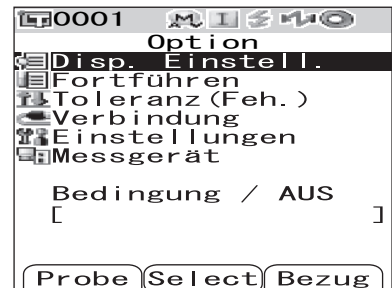 0001 M I
Option
Disp. Einstell.
Fortführen
Toleranz(Feh.)
Verbindung
Einstellungen
Messgerät
Bedingung / AUS
[ ]
Probe Select Bezug